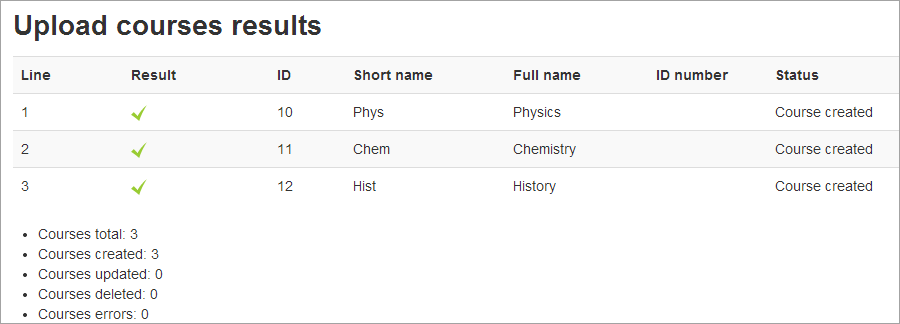 Upload courses results
Line Result ID Short name Full name ID number Status
1 10 Phys Physics Course created
2 11 Chem Chemistry Course created
3 12 Hist History Course created
Courses total: 3
Courses created: 3
Courses updated: 0
Courses deleted: 0
Courses errors: 0